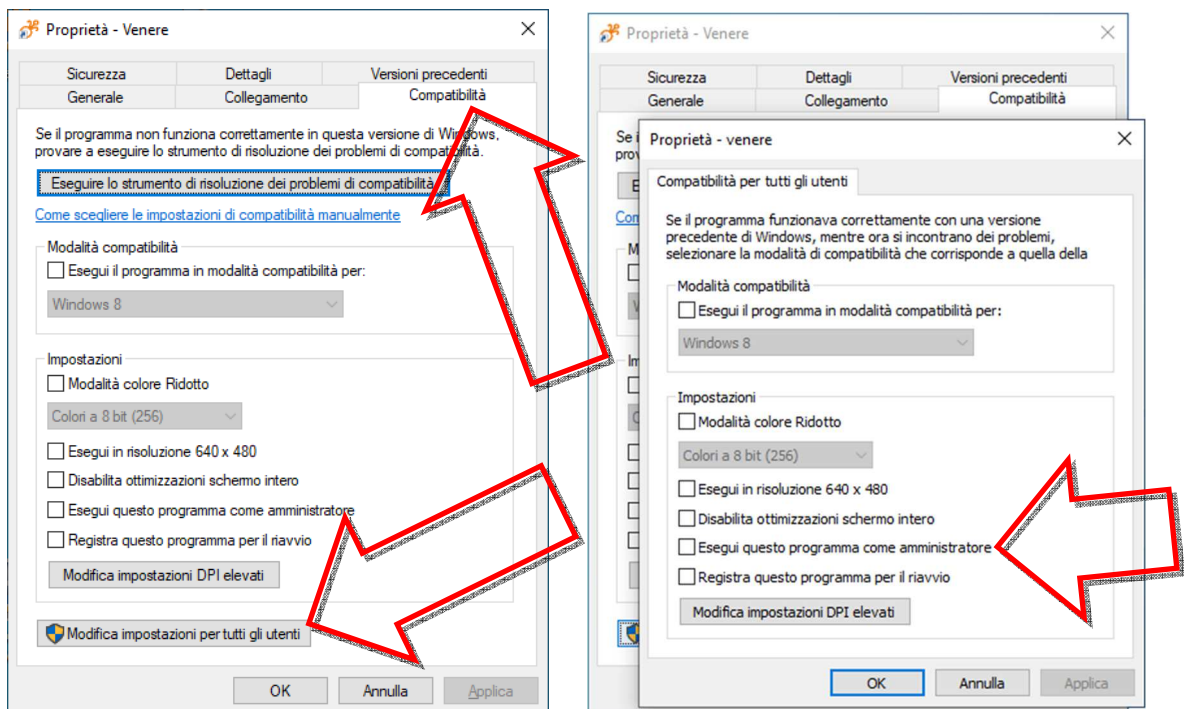 Proprietà - Venere
Sicurezza Dettagli Versioni precedenti
Generale Collegamento Compatibilità
Se il programma non funziona correttamente in questa versione di Windows,
provare a eseguire lo strumento di risoluzione dei problemi di compatibilità.
Eseguire lo strumento di risoluzione dei problemi di compatibilità
Come scegliere le impostazioni di compatibilità manualmente
Modalità compatibilità
Esegui il programma in modalità compatibilità per:
Windows 8
Impostazioni
Modalità colore Ridotto
Colori a 8 bit (256)
Esegui in risoluzione 640 x 480
Disabilita ottimizzazioni schermo intero
Esegui questo programma come amministratore
Registra questo programma per il riavvio
Modifica impostazioni DPI elevati
Modifica impostazioni per tutti gli utenti
OK Annulla Applica
Proprietà - Venere
Sicurezza Dettagli Versioni precedenti
Generale Collegamento Compatibilità
Proprietà - venere
Compatibilità per tutti gli utenti
Se il programma funzionava correttamente con una versione
precedente di Windows, mentre ora si incontrano dei problemi,
selezionare la modalità di compatibilità che corrisponde a quella della
Modalità compatibilità
Esegui il programma in modalità compatibilità per:
Windows 8
Impostazioni
Modalità colore Ridotto
Colori a 8 bit (256)
Esegui in risoluzione 640 x 480
Disabilita ottimizzazioni schermo intero
Esegui questo programma come amministratore
Registra questo programma per il riavvio
Modifica impostazioni DPI elevati
OK Annulla Applica